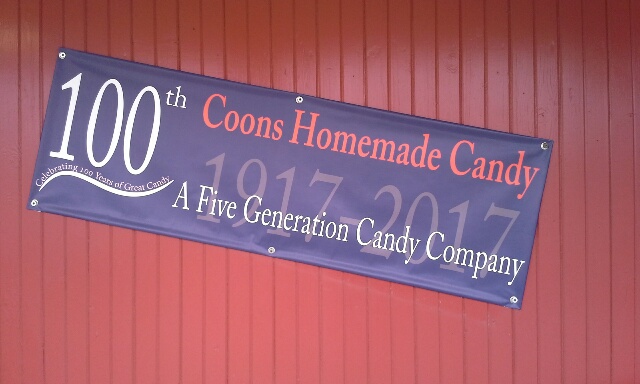 100th
Celebrating 100 Years of Great Candy
Coons Homemade Candy
1917-2017
A Five Generation Candy Company